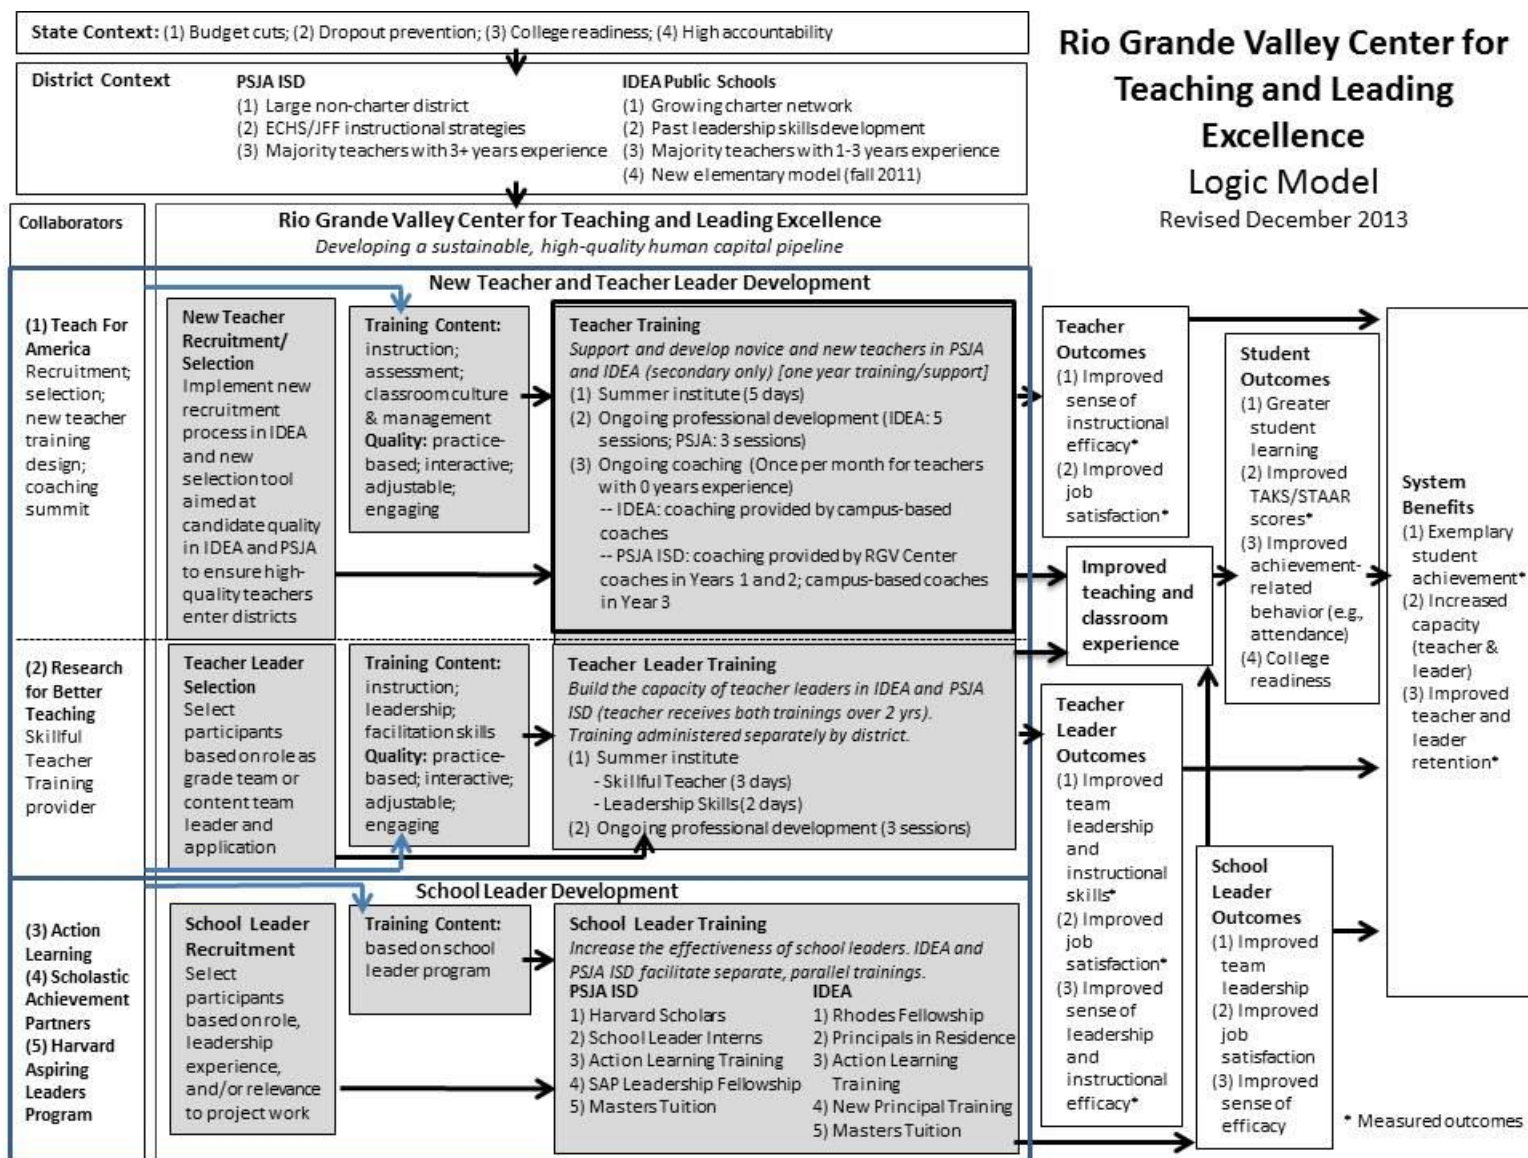 State Context: (1) Budget cuts; (2) Dropout prevention; (3) College readiness; (4) High accountability
Rio Grande Valley Center for
Teaching and Leading
Excellence
Logic Model
Revised December 2013
District Context
PSJA ISD
(1) Large non-charter district
(2) ECHS/JFF instructional strategies
(3) Majority teachers with 3+ years experience
IDEA Public Schools
(1) Growing charter network
(2) Past leadership skills development
(3) Majority teachers with 1-3 years experience
(4) New elementary model (fall 2011)
Collaborators
Rio Grande Valley Center for Teaching and Leading Excellence
Developing a sustainable, high-quality human capital pipeline
New Teacher and Teacher Leader Development
(1) Teach For
America
Recruitment;
selection;
new teacher
training
design;
coaching
summit
New Teacher
Recruitment/
Selection
Implement new
recruitment
process in IDEA
and new
selection tool
aimed at
candidate quality
in IDEA and PSJA
to ensure high-
quality teachers
enter districts
Training Content:
instruction;
assessment;
classroom culture
& management
Quality: practice-
based; interactive;
adjustable;
engaging
Teacher Training
Support and develop novice and new teachers in PSJA
and IDEA (secondary only) [one year training/support]
(1) Summer institute (5 days)
(2) Ongoing professional development (IDEA: 5
sessions; PSJA: 3 sessions)
(3) Ongoing coaching (Once per month for teachers
with 0 years experience)
-- IDEA: coaching provided by campus-based
coaches
-- PSJA ISD: coaching provided by RGV Center
coaches in Years 1 and 2; campus-based coaches
in Year 3
Teacher
Outcomes
(1) Improved
sense of
instructional
efficacy*
(2) Improved
job
satisfaction*
Improved
teaching and
classroom
experience
Student
Outcomes
(1) Greater
student
learning
(2) Improved
TAKS/STAAR
scores*
(3) Improved
achievement-
related
behavior (e.g.,
attendance)
(4) College
readiness
System
Benefits
(1) Exemplary
student
achievement*
(2) Increased
capacity
(teacher &
leader)
(3) Improved
teacher and
leader
retention*
(2) Research
for Better
Teaching
Skillful
Teacher
Training
provider
Teacher Leader
Selection
Select
participants
based on role as
grade team or
content team
leader and
application
Training Content:
instruction;
leadership;
facilitation skills
Quality: practice-
based; interactive;
adjustable;
engaging
Teacher Leader Training
Build the capacity of teacher leaders in IDEA and PSJA
ISD (teacher receives both trainings over 2 yrs).
Training administered separately by district.
(1) Summer institute
- Skillful Teacher (3 days)
- Leadership Skills (2 days)
(2) Ongoing professional development (3 sessions)
Teacher
Leader
Outcomes
(1) Improved
team
leadership
and
instructional
skills*
(2) Improved
job
satisfaction*
(3) Improved
sense of
leadership
and
instructional
efficacy*
School Leader Development
(3) Action
Learning
(4) Scholastic
Achievement
Partners
(5) Harvard
Aspiring
Leaders
Program
School Leader
Recruitment
Select
participants
based on role,
leadership
experience,
and/or relevance
to project work
Training Content:
based on school
leader program
School Leader Training
Increase the effectiveness of school leaders. IDEA and
PSJA ISD facilitate separate, parallel trainings.
PSJA ISD
1) Harvard Scholars
2) School Leader Interns
3) Action Learning Training
4) SAP Leadership Fellowship
5) Masters Tuition
IDEA
1) Rhodes Fellowship
2) Principals in Residence
3) Action Learning
Training
4) New Principal Training
5) Masters Tuition
School
Leader
Outcomes
(1) Improved
team
leadership
(2) Improved
job
satisfaction
(3) Improved
sense of
efficacy
* Measured outcomes